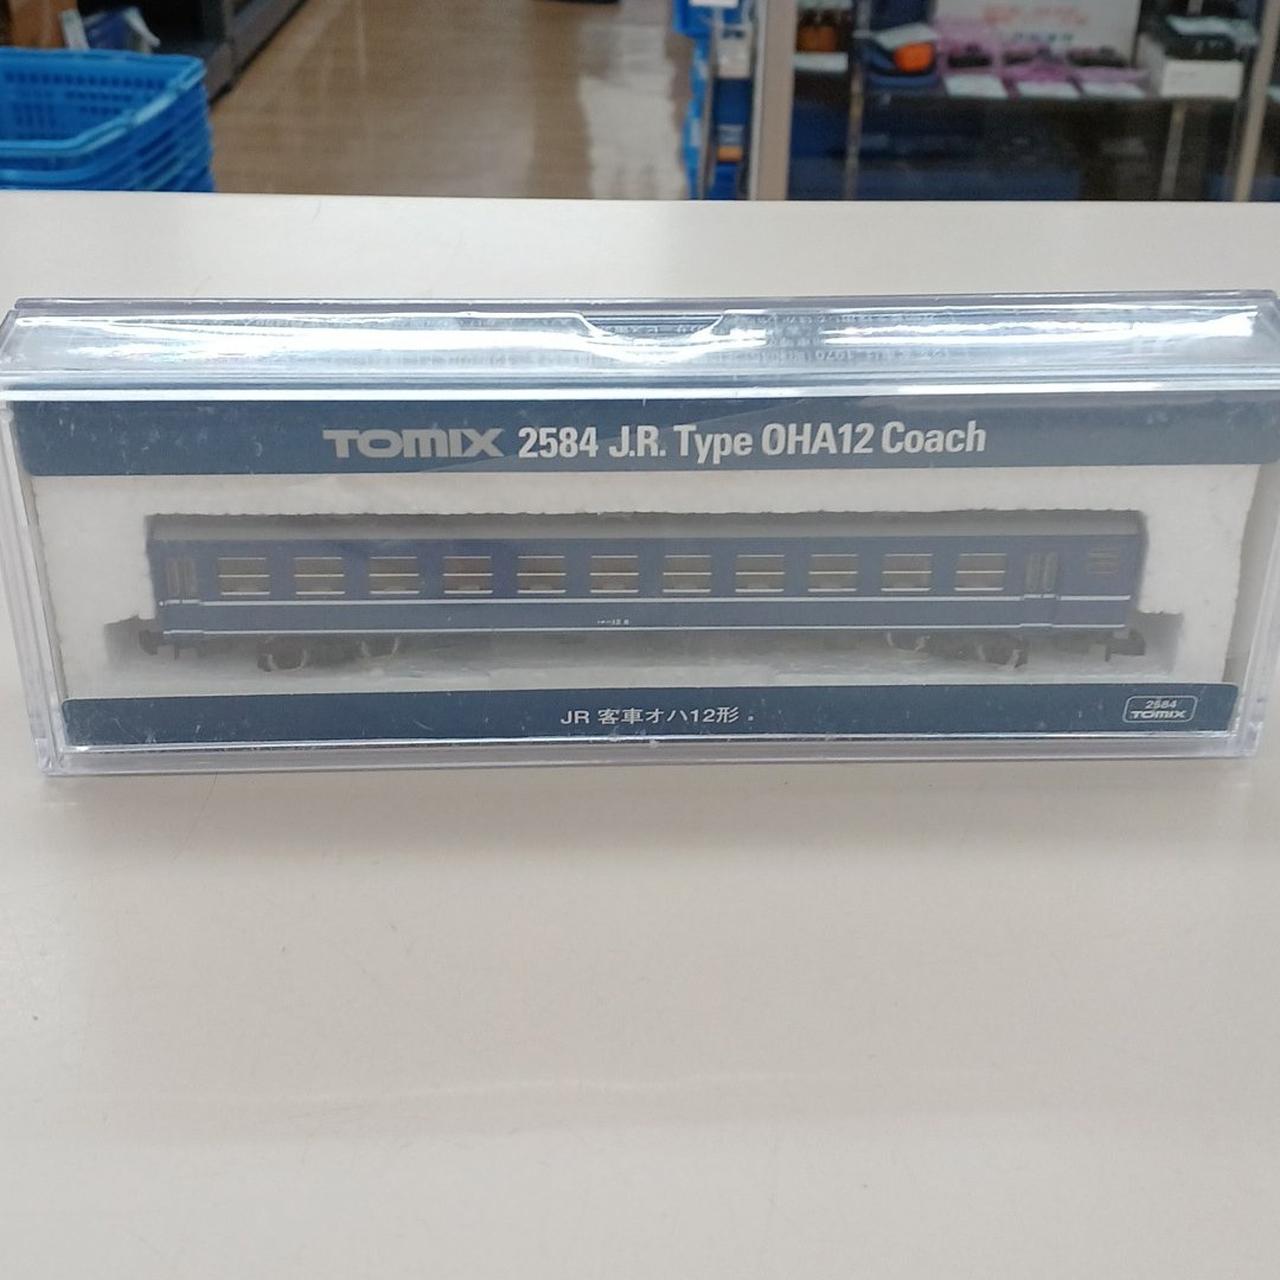 TOMIX 2584 J.R. Type OHA12 Coach
JR 客車オハ12形
2584
TOMIX